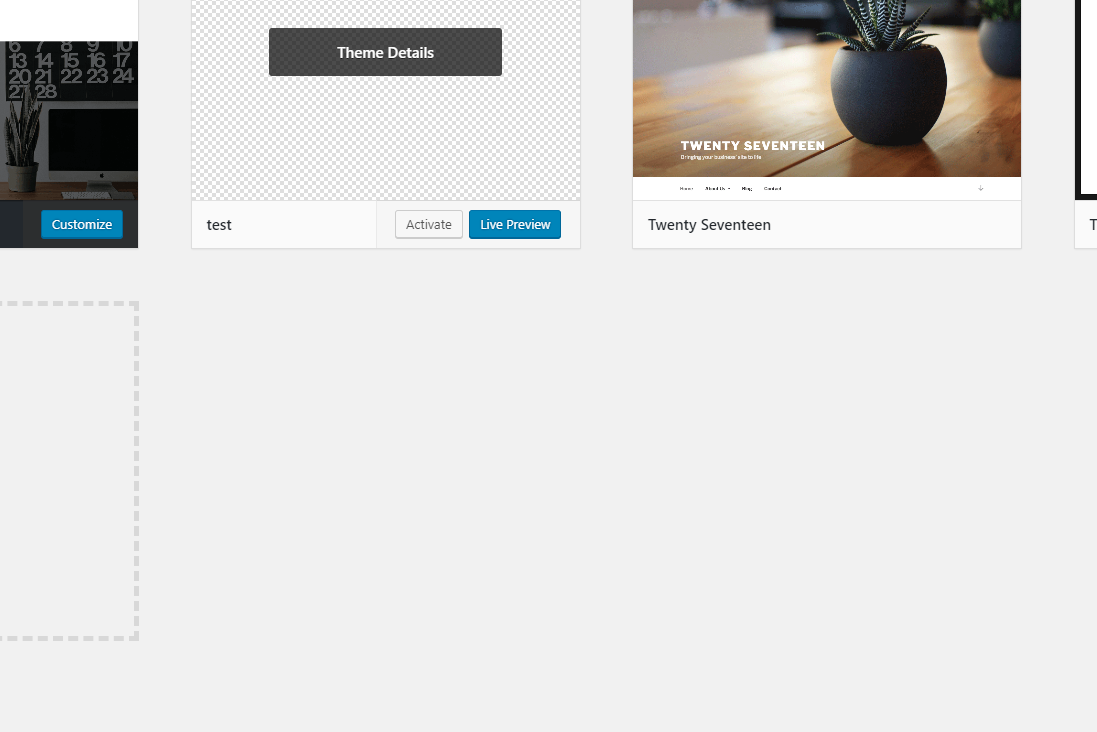 6 7 8 9 10
13 14 15 16 17
20 21 22 23 24
27 28
Customize
Theme Details
test
Activate
Live Preview
TWENTY SEVENTEEN
Bringing your business' site to life
Home About Us Blog Contact
Twenty Seventeen
T